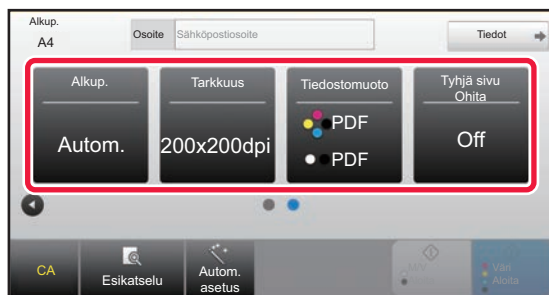 Alkup.
A4
Osoite
Sähköpostiosoite
Tiedot
Alkup.
Autom.
Tarkkuus
200x200dpi
Tiedostomuoto
PDF
PDF
Tyhjä sivu
Ohita
Off
CA
Esikatselu
Autom.
asetus
M/V
Aloita
Väri
Aloita